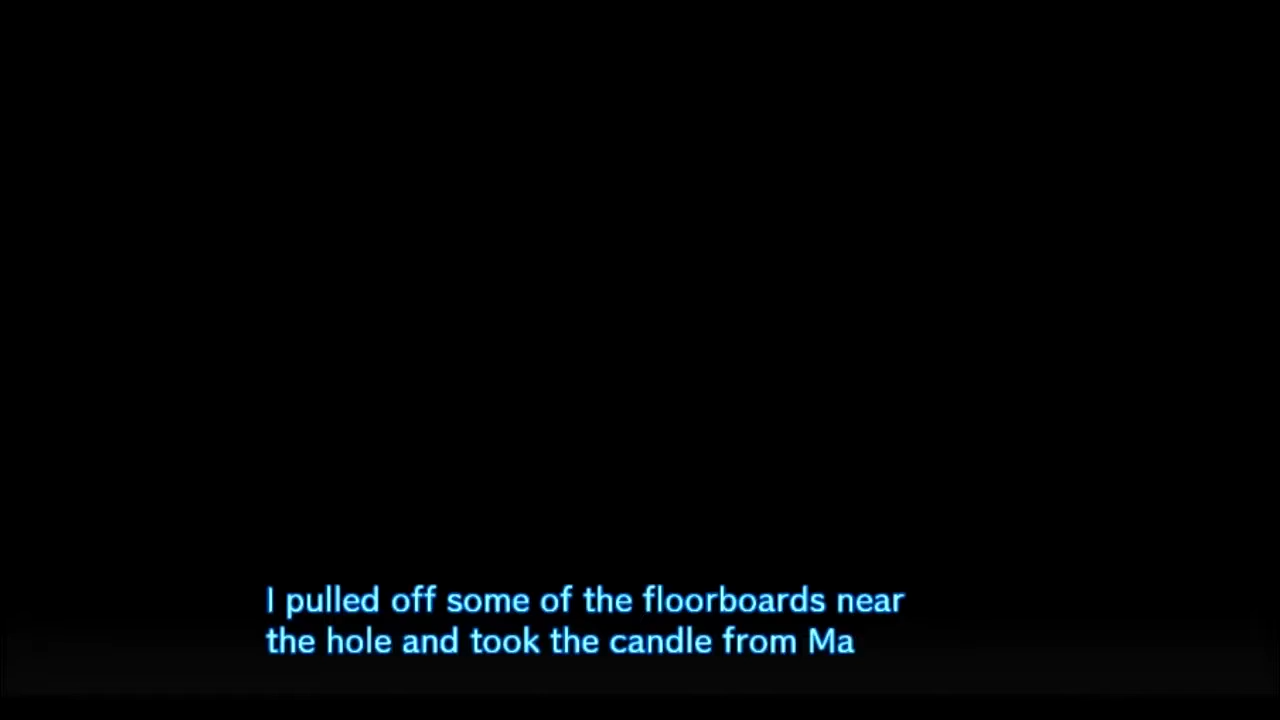 I pulled off some of the floorboards near
the hole and took the candle from Ma